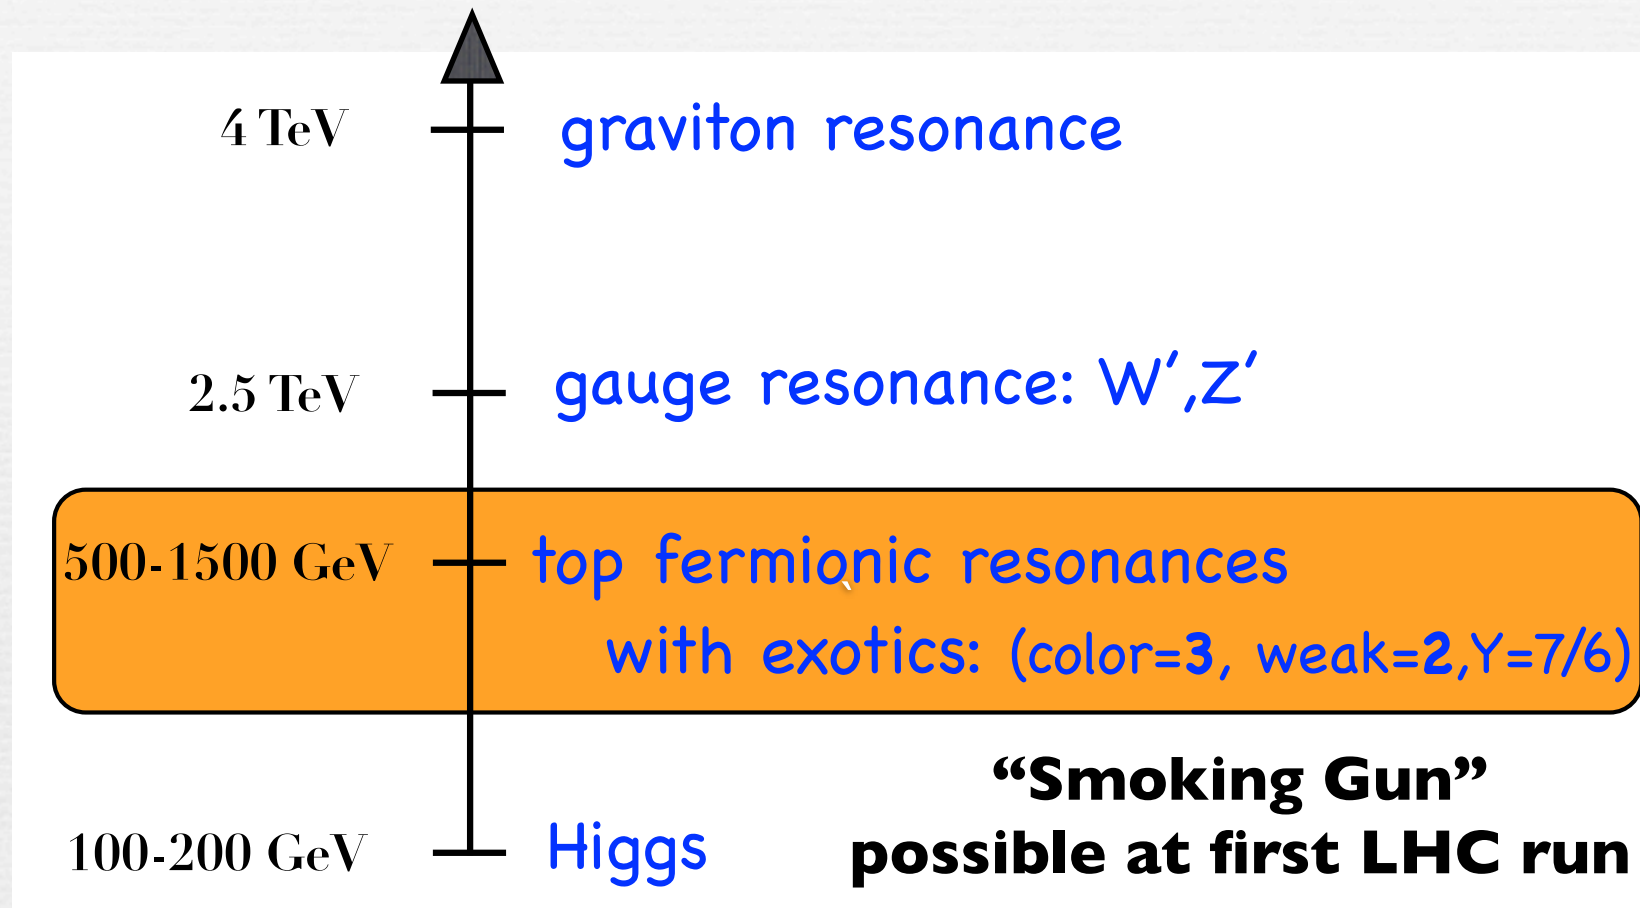 4 TeV graviton resonance
2.5 TeV gauge resonance: W′,Z′
500-1500 GeV top fermionic resonances
with exotics: (color=3, weak=2,Y=7/6)
“Smoking Gun”
100-200 GeV Higgs possible at first LHC run